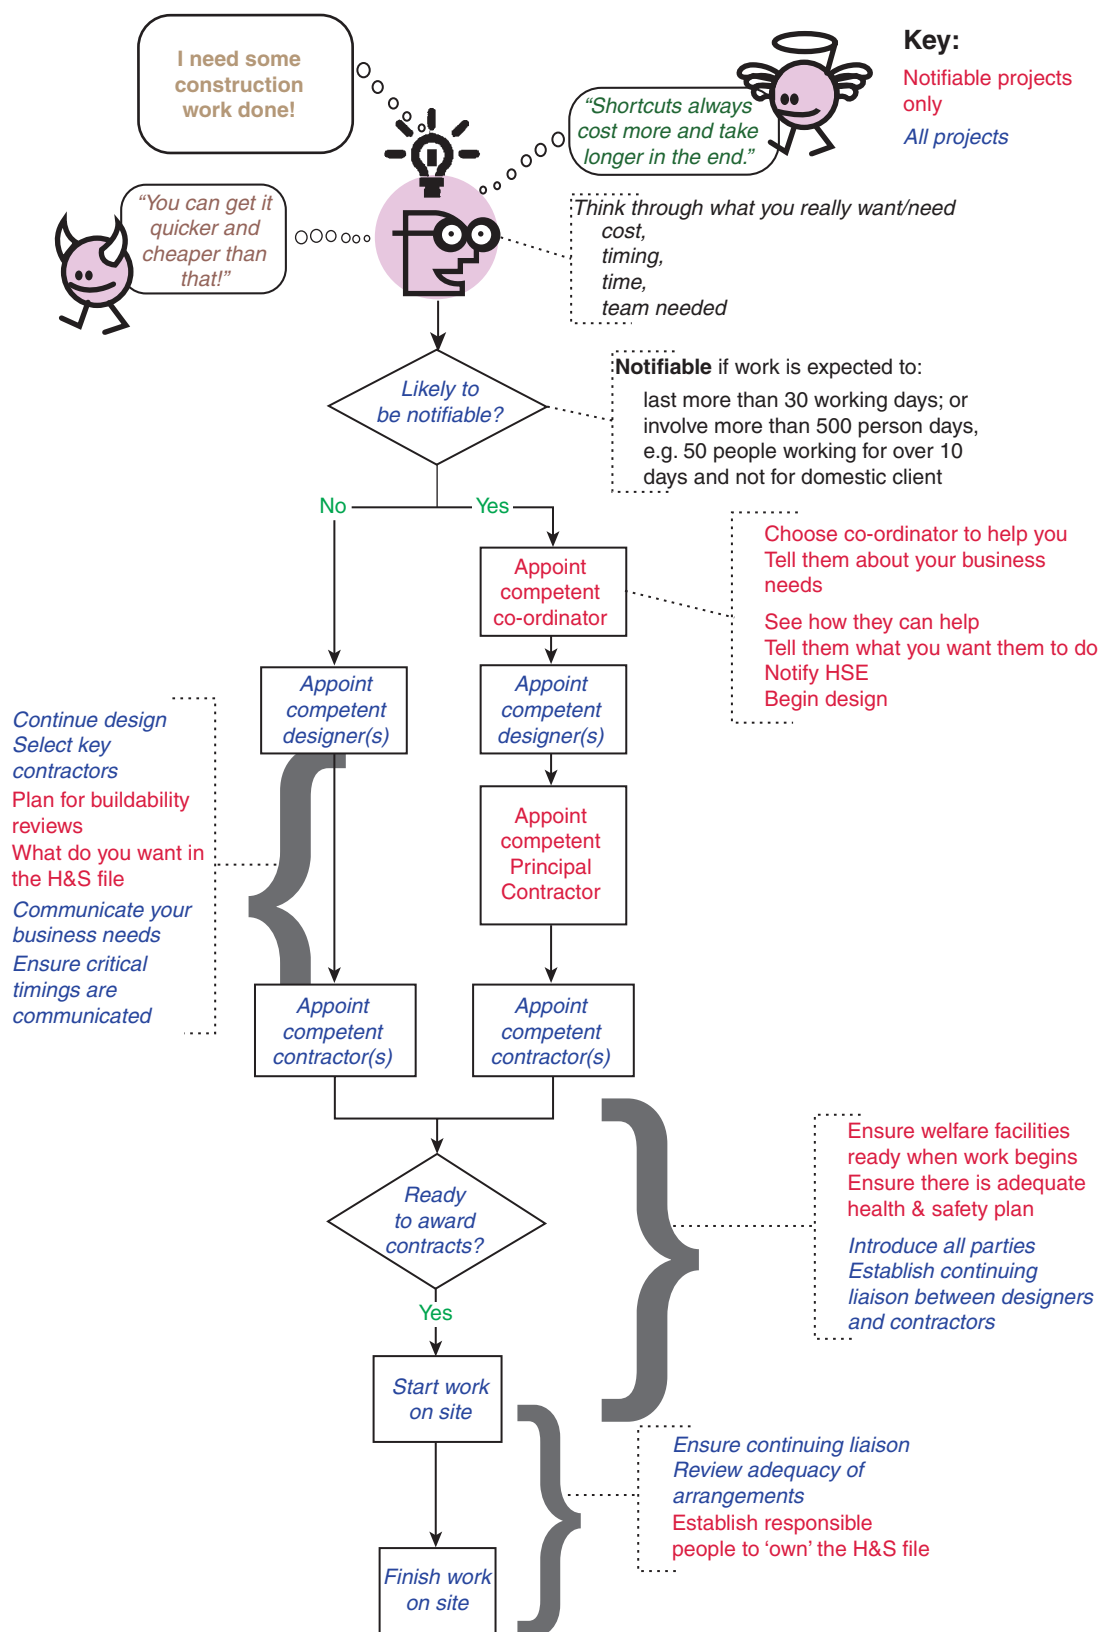 I need some
construction
work done!
"Shortcuts always
cost more and take
longer in the end."
Key:
Notifiable projects
only
All projects
"You can get it
quicker and
cheaper than
that!"
Think through what you really want/need
cost,
timing,
time,
team needed
Likely to
be notifiable?
Notifiable if work is expected to:
last more than 30 working days; or
involve more than 500 person days,
e.g. 50 people working for over 10
days and not for domestic client
No
Yes
Appoint
competent
co-ordinator
Choose co-ordinator to help you
Tell them about your business
needs
See how they can help
Tell them what you want them to do
Notify HSE
Begin design
Appoint
competent
designer(s)
Appoint
competent
designer(s)
Continue design
Select key
contractors
Plan for buildability
reviews
What do you want in
the H&S file
Communicate your
business needs
Ensure critical
timings are
communicated
Appoint
competent
Principal
Contractor
Appoint
competent
contractor(s)
Appoint
competent
contractor(s)
Ready
to award
contracts?
Ensure welfare facilities
ready when work begins
Ensure there is adequate
health & safety plan
Introduce all parties
Establish continuing
liaison between designers
and contractors
Yes
Start work
on site
Ensure continuing liaison
Review adequacy of
arrangements
Establish responsible
people to ‘own’ the H&S file
Finish work
on site